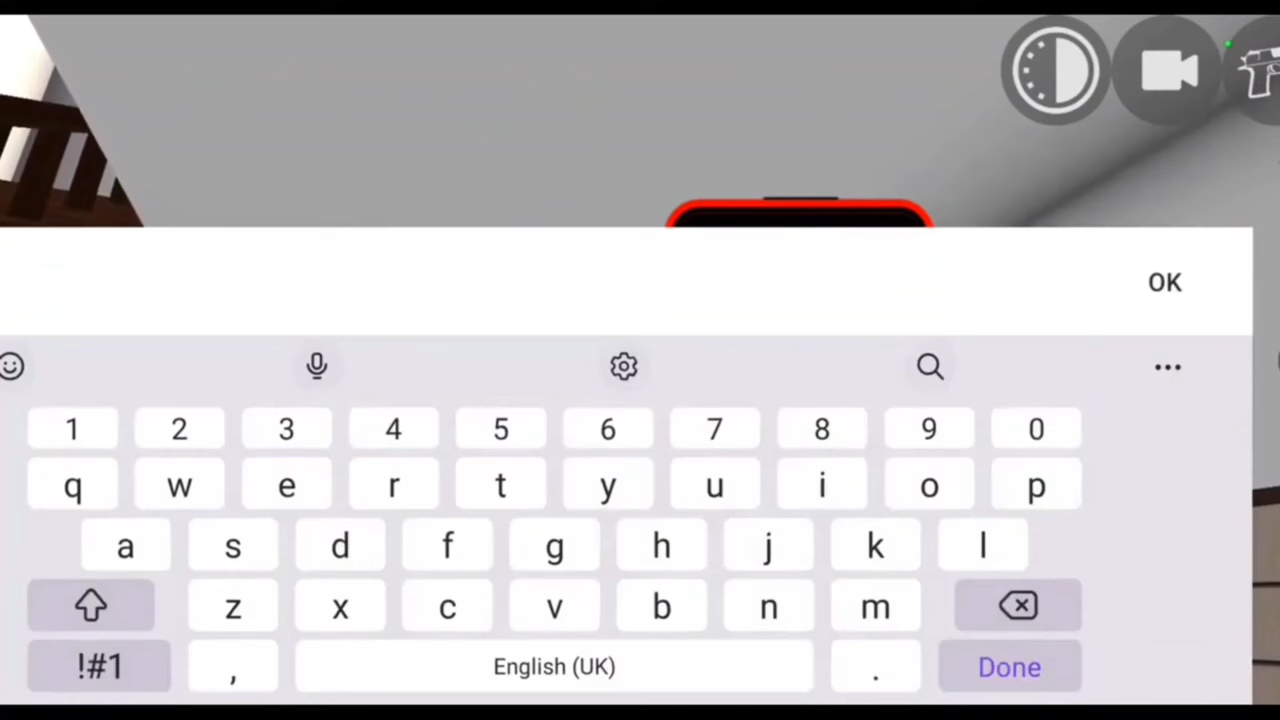 OK
1 2 3 4 5 6 7 8 9 0
q w e r t y u i o p
a s d f g h j k l
z x c v b n m
!#1 , English (UK) . Done